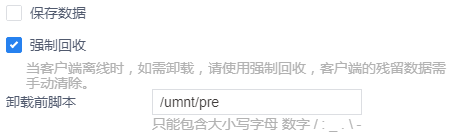 保存数据
强制回收
当客户端离线时，如需卸载，请使用强制回收，客户端的残留数据需
手动清除。
卸载前脚本 /umnt/pre
只能包含大小写字母 数字 / : _ . \ -